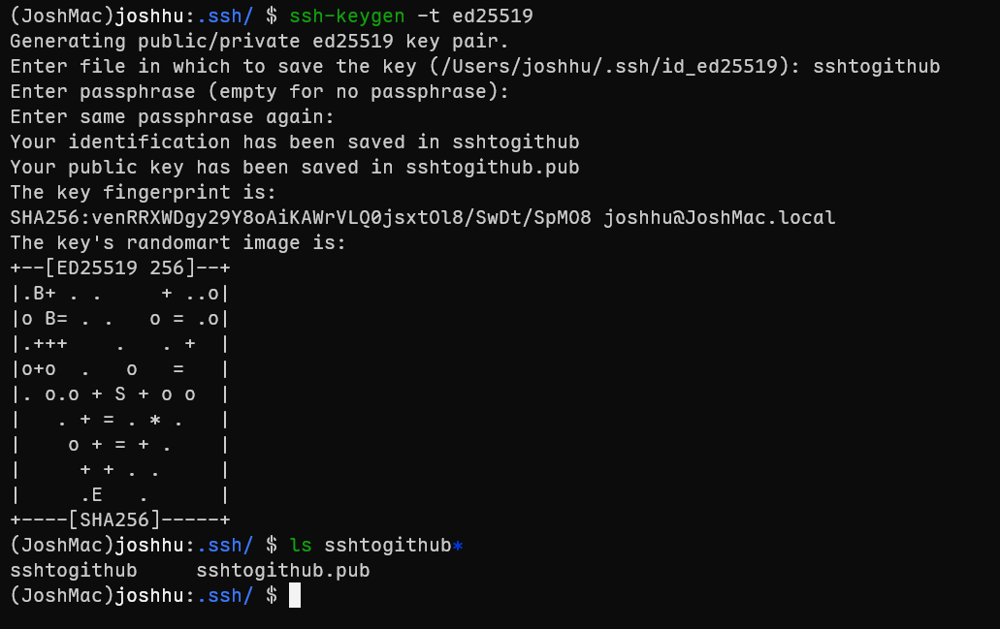 (JoshMac)joshhu:.ssh/ $ ssh-keygen -t ed25519
Generating public/private ed25519 key pair.
Enter file in which to save the key (/Users/joshhu/.ssh/id_ed25519): sshtogithub
Enter passphrase (empty for no passphrase):
Enter same passphrase again:
Your identification has been saved in sshtogithub
Your public key has been saved in sshtogithub.pub
The key fingerprint is:
SHA256:venRRXWDgy29Y8oAiKAWrVLQ0jsxtOl8/SwDt/SpMO8 joshhu@JoshMac.local
The key's randomart image is:
+--[ED25519 256]--+
|.B+ . .     + ..o|
|o B= . .   o = .o|
|.+++    .   . +  |
|o+o  .   o   =   |
|. o.o + S + o o  |
|   . + = . * .   |
|    o + = + .    |
|     + + . .     |
|     .E   .      |
+----[SHA256]-----+
(JoshMac)joshhu:.ssh/ $ ls sshtogithub*
sshtogithub     sshtogithub.pub
(JoshMac)joshhu:.ssh/ $